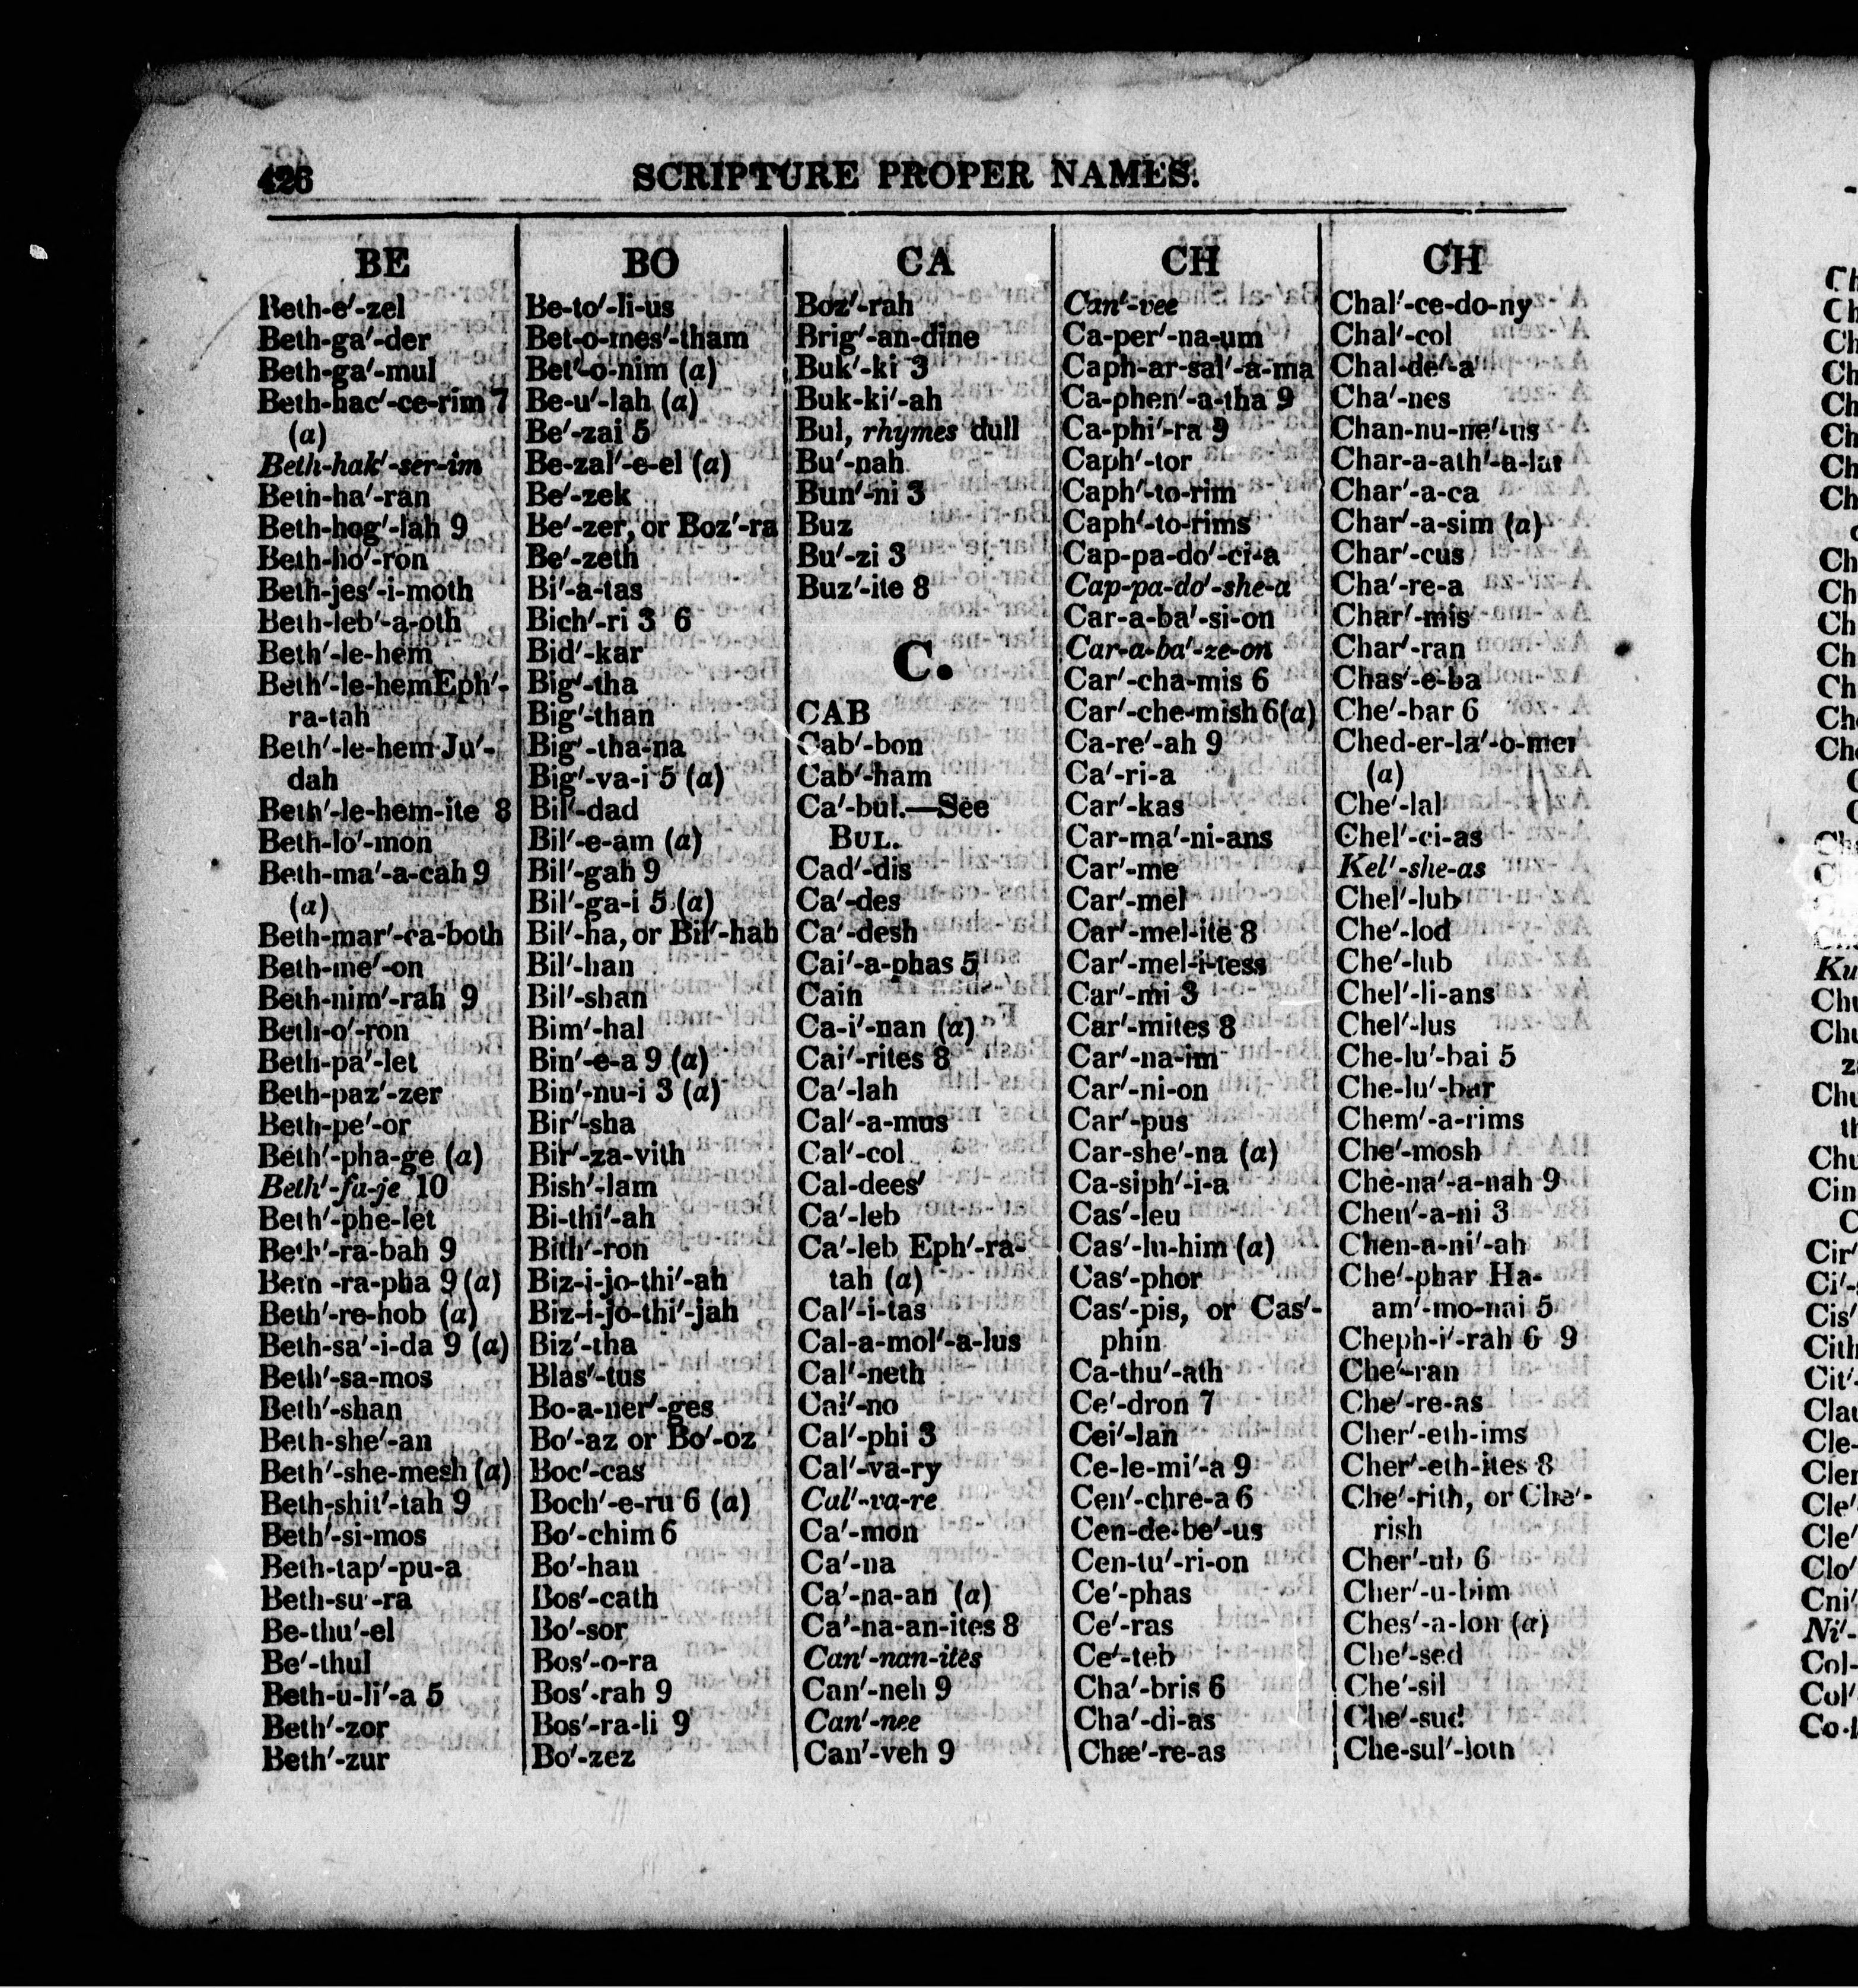 426
SCRIPTURE PROPER NAMES.
BE
Beth-e'-zel
Beth-ga'-der
Beth-ga'-mul
Beth-hac'-ce-rim 7
(a)
Beth-hak'-ser-im
Beth-ha'-ran
Beth-hog'-lah 9
Beth-ho'-ron
Beth-jes'-i-moth
Beth-leb'-a-oth
Beth'-le-hem
Beth'-le-hem Eph'-
ra-tah
Beth'-le-hem Ju'-
dah
Beth'-le-hem-ite 8
Beth-lo'-mon
Beth-ma'-a-cah 9
(a)
Beth-mar'-ca-both
Beth-me'-on
Beth-nim'-rah 9
Beth-o'-ron
Beth-pa'-let
Beth-paz'-zer
Beth-pe'-or
Beth'-pha-ge (a)
Beth'-fa-je 10
Beth'-phe-let
Beth'-ra-bah 9
Beth -ra-pha 9 (a)
Beth'-re-hob (a)
Beth-sa'-i-da 9 (a)
Beth'-sa-mos
Beth'-shan
Beth-she'-an
Beth'-she-mesh (a)
Beth-shit'-tah 9
Beth'-si-mos
Beth-tap'-pu-a
Beth-su'-ra
Be-thu'-el
Be'-thul
Beth-u-li'-a 5
Beth'-zor
Beth'-zur
BO
Be-to'-li-us
Bet-o-mes'-tham
Bet'-o-nim (a)
Be-u'-lah (a)
Be'-zai 5
Be-zal'-e-el (a)
Be'-zek
Be'-zer, or Boz'-ra
Be'-zeth
Bi'-a-tas
Bich'-ri 3 6
Bid'-kar
Big'-tha
Big'-than
Big'-tha-na
Big'-va-i 5 (a)
Bil'-dad
Bil'-e-am (a)
Bil'-gah 9
Bil'-ga-i 5 (a)
Bil'-ha, or Bil'-hah
Bil'-han
Bil'-shan
Bim'-hal
Bin'-e-a 9 (a)
Bin'-nu-i 3 (a)
Bir'-sha
Bir'-za-vith
Bish'-lam
Bi-thi'-ah
Bith'-ron
Biz-i-jo-thi'-ah
Biz-i-jo-thi'-jah
Biz'-tha
Blas'-tus
Bo-a-ner'-ges
Bo'-az or Bo'-oz
Boc'-cas
Boch'-e-ru 6 (a)
Bo'-chim 6
Bo'-han
Bos'-cath
Bo'-sor
Bos'-o-ra
Bos'-rah 9
Bos'-ra-li 9
Bo'-zez
CA
Boz'-rah
Brig'-an-dine
Buk'-ki 3
Buk-ki'-ah
Bul, rhymes dull
Bu'-nah
Bun'-ni 3
Buz
Bu'-zi 3
Buz'-ite 8
C.
CAB
Cab'-bon
Cab'-ham
Ca'-bul.—See
BUL.
Cad'-dis
Ca'-des
Ca'-desh
Cai'-a-phas 5
Cain
Ca-i'-nan (a)
Cai'-rites 8
Ca'-lah
Cal'-a-mus
Cal'-col
Cal-dees'
Ca'-leb
Ca'-leb Eph'-ra-
tah (a)
Cal'-i-tas
Cal-a-mol'-a-lus
Cal'-neth
Cal'-no
Cal'-phi 3
Cal'-va-ry
Cal'-va-re
Ca'-mon
Ca'-na
Ca'-na-an (a)
Ca'-na-an-ites 8
Can'-nan-ites
Can'-neh 9
Can'-nee
Can'-veh 9
CH
Can'-vee
Ca-per'-na-um
Caph-ar-sal'-a-ma
Ca-phen'-a-tha 9
Ca-phi'-ra 9
Caph'-tor
Caph'-to-rim
Caph'-to-rims
Cap-pa-do'-ci-a
Cap-pa-do'-she-a
Car-a-ba'-si-on
Car-a-ba'-ze-on
Car'-cha-mis 6
Car'-che-mish 6 (a)
Ca-re'-ah 9
Ca'-ri-a
Car'-kas
Car-ma'-ni-ans
Car'-me
Car'-mel
Car'-mel-ite 8
Car'-mel-i-tess
Car'-mi 3
Car'-mites 8
Car'-na-im
Car'-ni-on
Car'-pus
Car-she'-na (a)
Ca-siph'-i-a
Cas'-leu
Cas'-lu-him (a)
Cas'-phor
Cas'-pis, or Cas'-
phin
Ca-thu'-ath
Ce'-dron 7
Cei'-lan
Ce-le-mi'-a 9
Cen'-chre-a 6
Cen-de-be'-us
Cen-tu'-ri-on
Ce'-phas
Ce'-ras
Ce'-teb
Cha'-bris 6
Cha'-di-as
Chæ'-re-as
CH
Chal'-ce-do-ny
Chal'-col
Chal-de'-a
Cha'-nes
Chan-nu-ne'-us
Char-a-ath'-a-lar
Char'-a-ca
Char'-a-sim (a)
Char'-cus
Cha'-re-a
Char'-mis
Char'-ran
Chas'-e-ba
Che'-bar 6
Ched-er-la'-o-mer
(a)
Che'-lal
Chel'-ci-as
Kel'-she-as
Chel'-lub
Che'-lod
Che'-lub
Chel'-li-ans
Chel'-lus
Che-lu'-bai 5
Che-lu'-bar
Chem'-a-rims
Che'-mosh
Che-na'-a-nah 9
Chen'-a-ni 3
Chen-a-ni'-ah
Che'-phar Ha-
am'-mo-nai 5
Cheph-i'-rah 6 9
Che'-ran
Che'-re-as
Cher'-eth-ims
Cher'-eth-ites 8
Che'-rith, or Che'-
rish
Cher'-ub 6
Cher'-u-bim
Ches'-a-lon (a)
Che'-sed
Che'-sil
Che'-sud
Che-sul'-loth